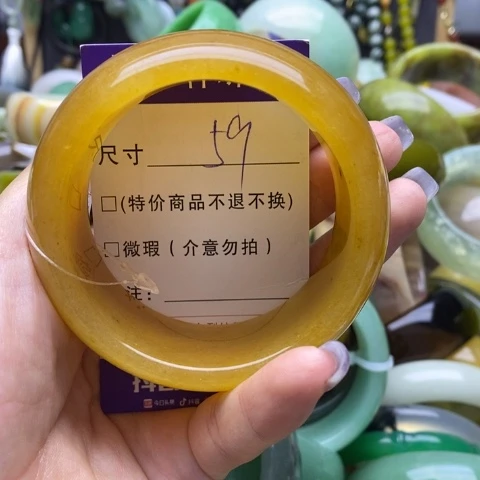 尺寸 59
□(特价商品不退不换)
□微瑕(介意勿拍)
注: